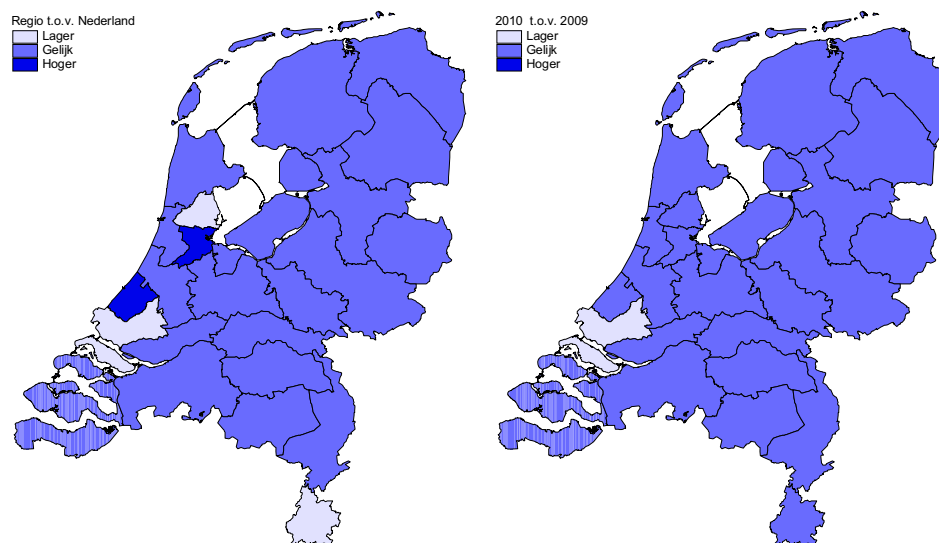 Regio t.o.v. Nederland
Lager
Gelijk
Hoger
2010 t.o.v. 2009
Lager
Gelijk
Hoger